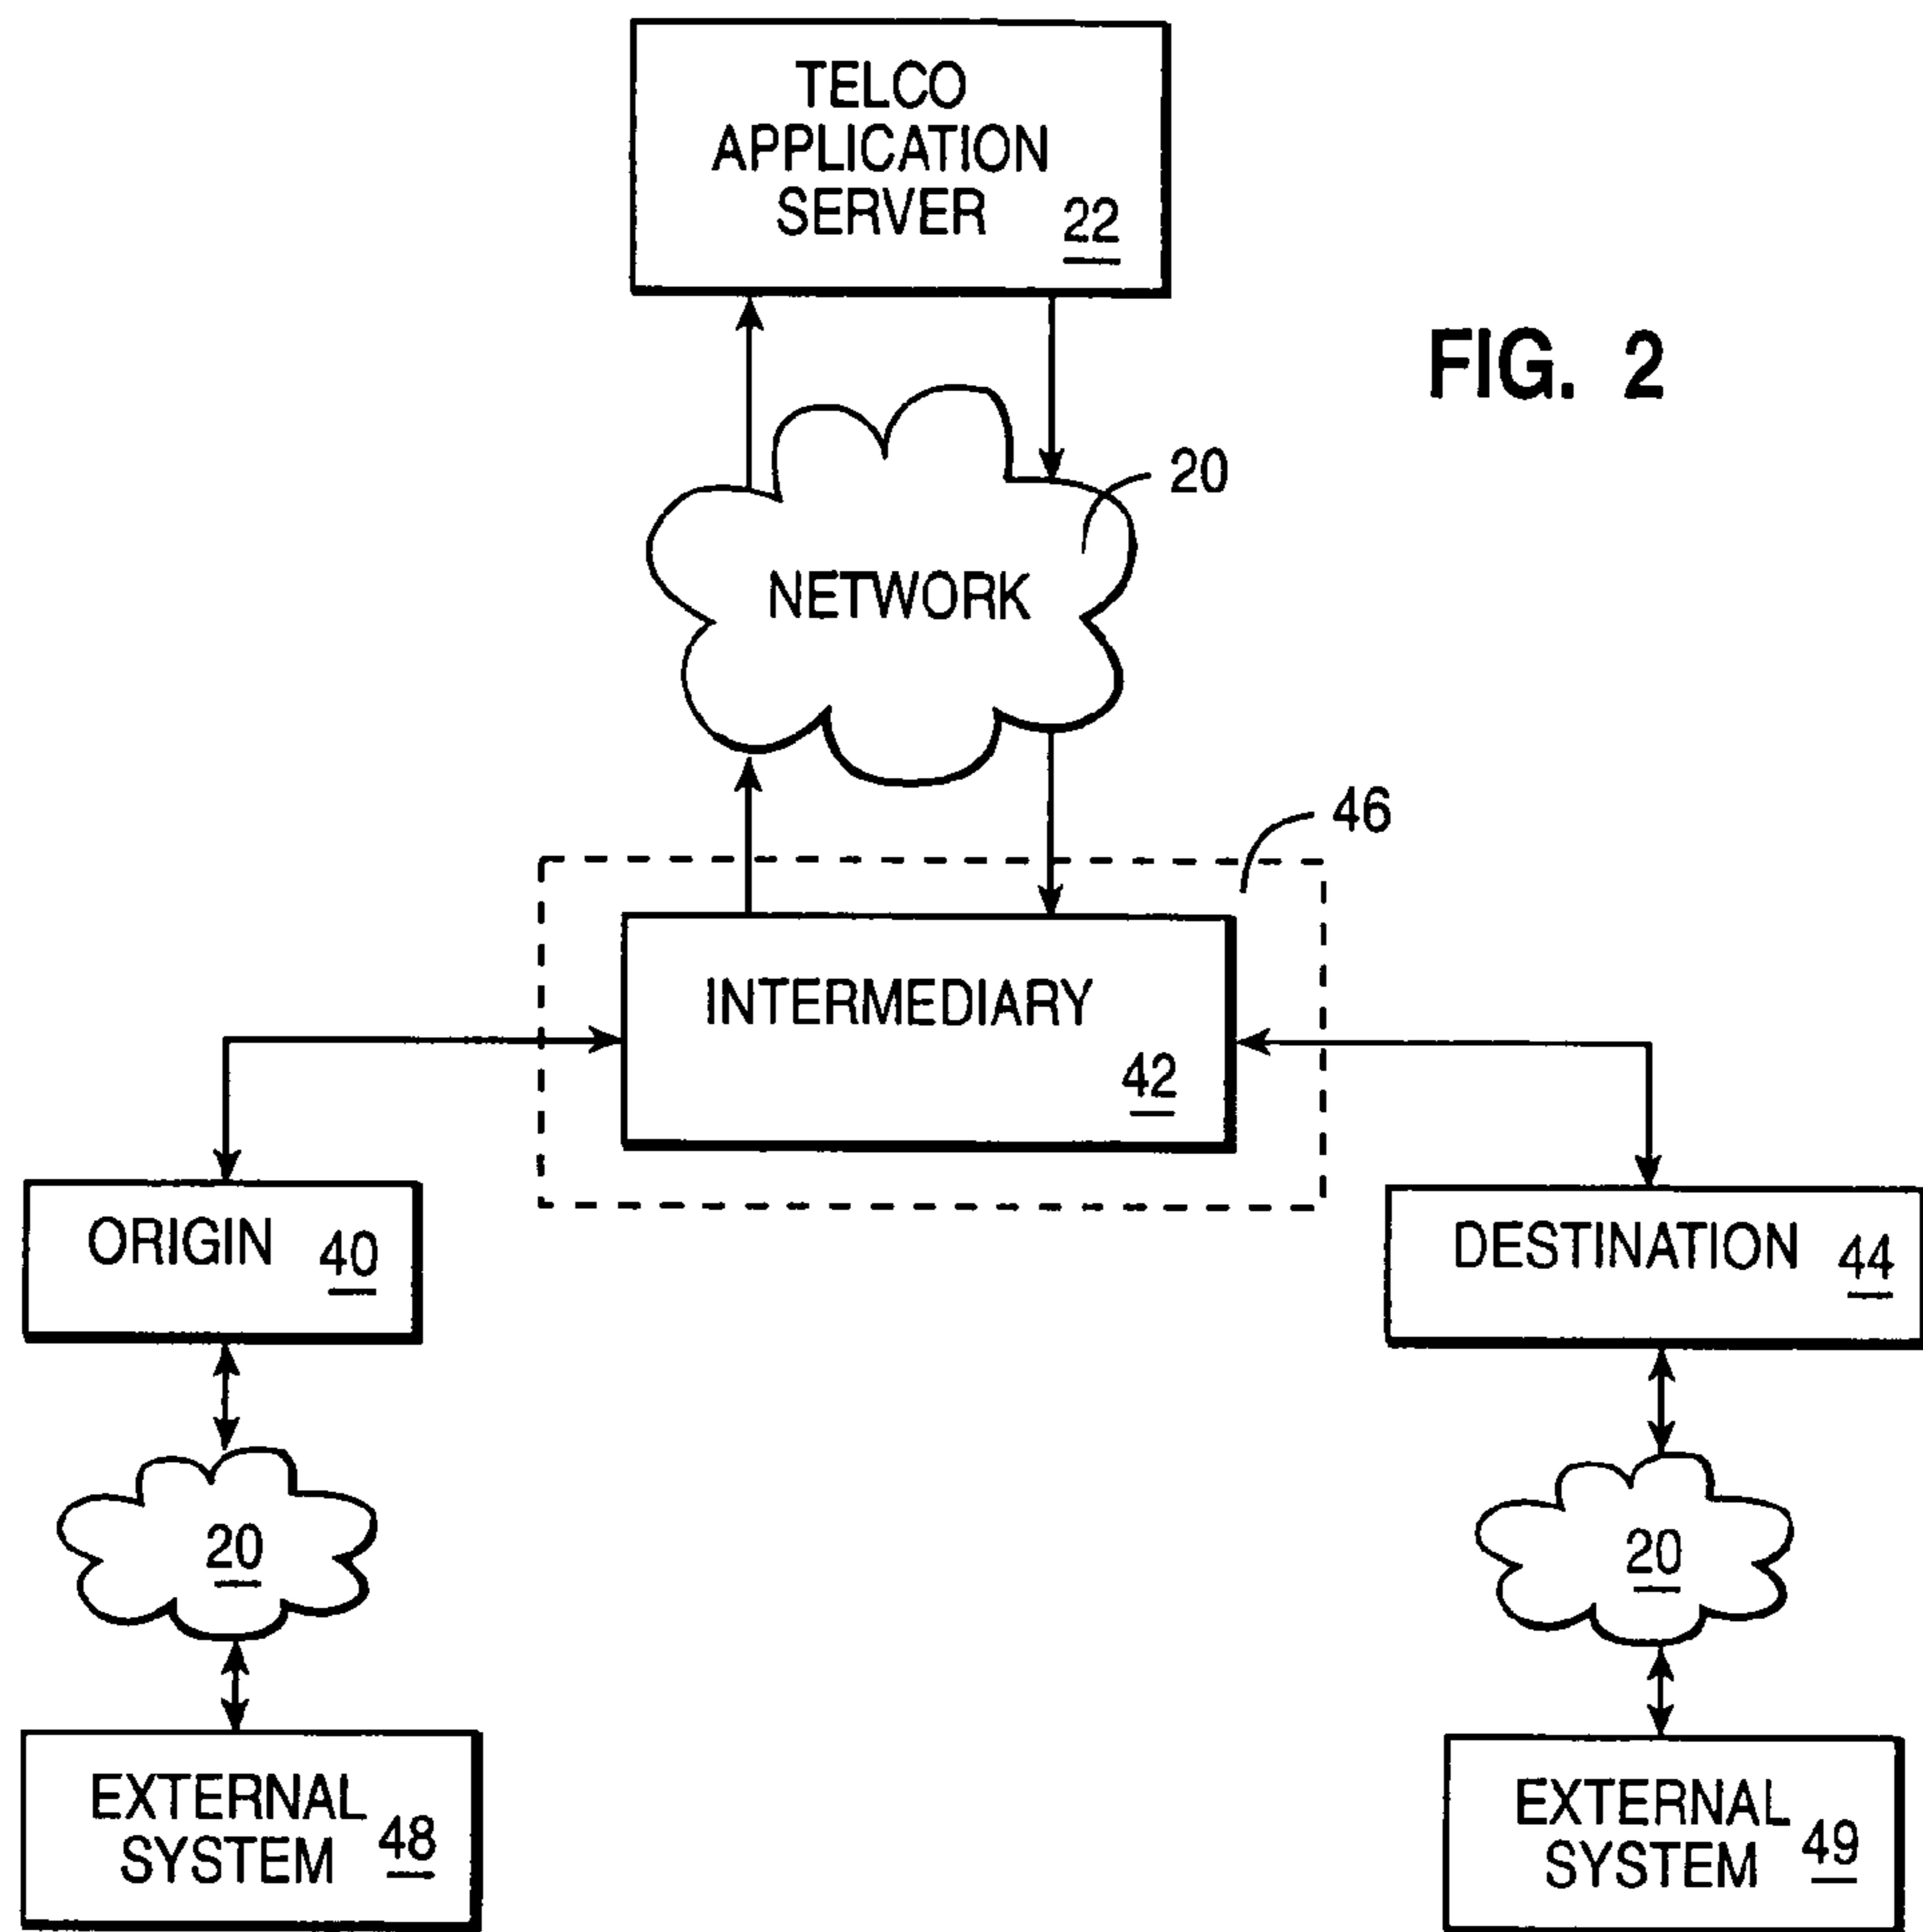 TELCO
APPLICATION
SERVER 22
FIG. 2
20
NETWORK
46
INTERMEDIARY
42
ORIGIN 40
DESTINATION 44
20
20
EXTERNAL
SYSTEM 48
EXTERNAL
SYSTEM 49